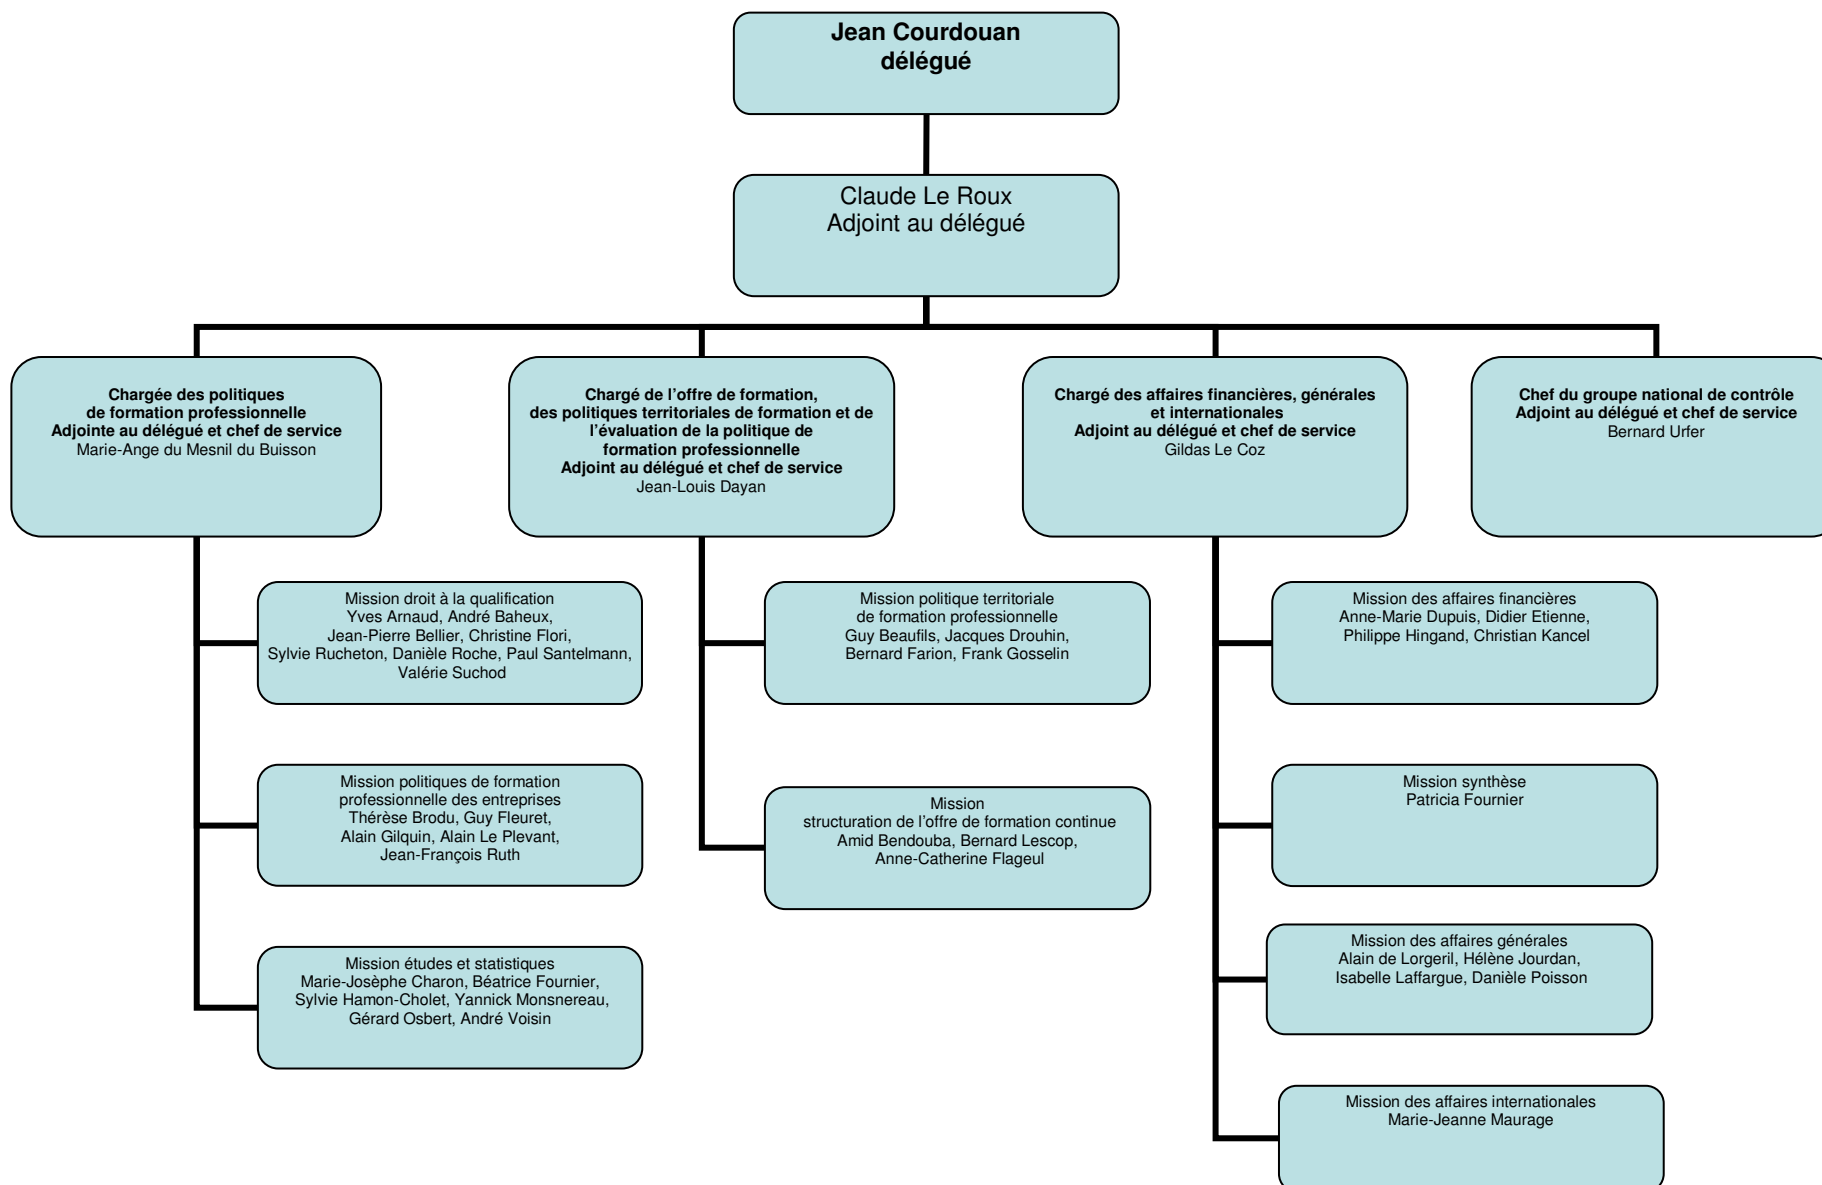 Jean Courdouan
délégué
Claude Le Roux
Adjoint au délégué
Chargée des politiques
de formation professionnelle
Adjointe au délégué et chef de service
Marie-Ange du Mesnil du Buisson
Chargé de l'offre de formation,
des politiques territoriales de formation et de
l'évaluation de la politique de
formation professionnelle
Adjoint au délégué et chef de service
Jean-Louis Dayan
Chargé des affaires financières, générales
et internationales
Adjoint au délégué et chef de service
Gildas Le Coz
Chef du groupe national de contrôle
Adjoint au délégué et chef de service
Bernard Urfer
Mission droit à la qualification
Yves Arnaud, André Baheux,
Jean-Pierre Bellier, Christine Flori,
Sylvie Rucheton, Danièle Roche, Paul Santelmann,
Valérie Suchod
Mission politiques de formation
professionnelle des entreprises
Thérèse Brodu, Guy Fleuret,
Alain Gilquin, Alain Le Plevant,
Jean-François Ruth
Mission études et statistiques
Marie-Josèphe Charon, Béatrice Fournier,
Sylvie Hamon-Cholet, Yannick Monsnereau,
Gérard Osbert, André Voisin
Mission politique territoriale
de formation professionnelle
Guy Beaufils, Jacques Drouhin,
Bernard Farion, Frank Gosselin
Mission
structuration de l'offre de formation continue
Amid Bendouba, Bernard Lescop,
Anne-Catherine Flageul
Mission des affaires financières
Anne-Marie Dupuis, Didier Etienne,
Philippe Hingand, Christian Kancel
Mission synthèse
Patricia Fournier
Mission des affaires générales
Alain de Lorgeril, Hélène Jourdan,
Isabelle Laffargue, Danièle Poisson
Mission des affaires internationales
Marie-Jeanne Maurage